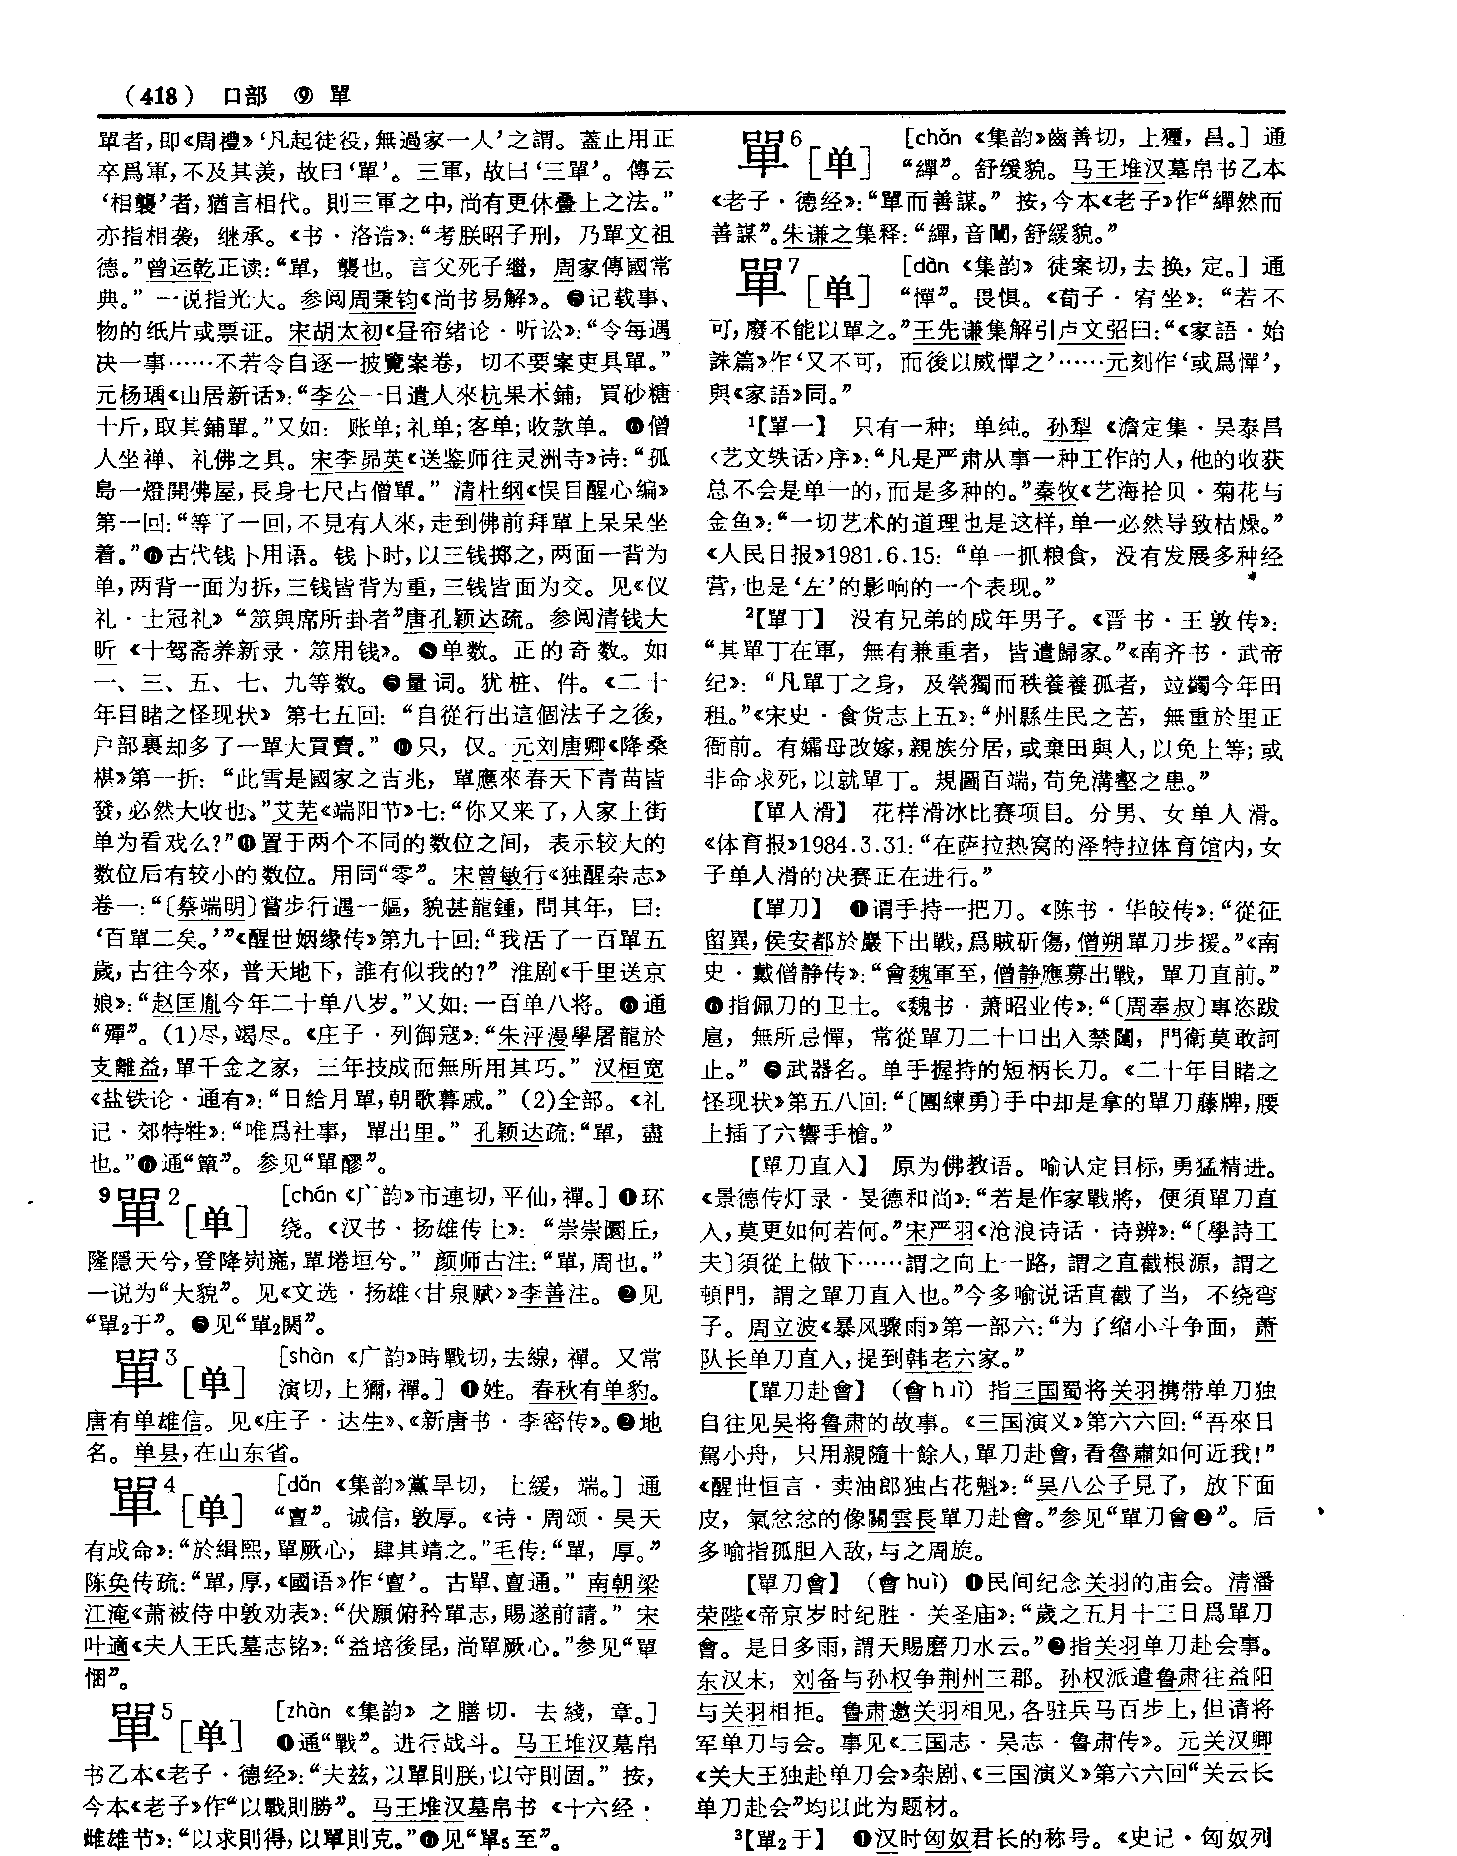 (418) 口部 ⑨ 單
單者,即《周禮》‘凡起徒役,無過家一人’之謂。蓋止用正
卒爲軍,不及其羨,故曰‘單’。三軍,故曰‘三單’。傳云
‘相襲’者,猶言相代。則三軍之中,尚有更休疊上之法。”
亦指相袭,继承。《书·洛诰》:“考朕昭子刑,乃單文祖
德。”曾运乾正读:“單,襲也。言父死子繼,周家傳國常
典。”一说指光大。参阅周秉钧《尚书易解》。❺记载事、
物的纸片或票证。宋胡太初《昼帘绪论·听讼》:“令每遇
决一事……不若令自逐一披覽案卷,切不要案吏具單。”
元杨瑀《山居新话》:“李公一日遣人來杭果木鋪,買砂糖
十斤,取其鋪單。”又如:账单;礼单;客单;收款单。❻僧
人坐禅、礼佛之具。宋李昴英《送鉴师往灵洲寺》诗:“孤
島一燈開佛屋,長身七尺占僧單。”清杜纲《娱目醒心编》
第一回:“等了一回,不見有人來,走到佛前拜單上呆呆坐
着。”❼古代钱卜用语。钱卜时,以三钱掷之,两面一背为
单,两背一面为拆,三钱皆背为重,三钱皆面为交。见《仪
礼·士冠礼》“筮與席所卦者”唐孔颖达疏。参阅清钱大
昕《十驾斋养新录·筮用钱》。❽单数。正的奇数。如
一、三、五、七、九等数。❾量词。犹桩、件。《二十
年目睹之怪现状》第七五回:“自從行出這個法子之後,
户部裏却多了一單大買賣。”❿只,仅。元刘唐卿《降桑
椹》第一折:“此雪是國家之吉兆,單應來春天下青苗皆
發,必然大收也。”艾芜《端阳节》七:“你又来了,人家上街
单为看戏么?”⓫置于两个不同的数位之间,表示较大的
数位后有较小的数位。用同“零”。宋曾敏行《独醒杂志》
卷一:“〔蔡端明〕嘗步行遇一嫗,貌甚龍鍾,問其年,曰:
‘百單二矣。’”《醒世姻缘传》第九十回:“我活了一百單五
歲,古往今來,普天地下,誰有似我的?”淮剧《千里送京
娘》:“赵匡胤今年二十单八岁。”又如:一百单八将。⓬通
“殫”。(1)尽,竭尽。《庄子·列御寇》:“朱泙漫學屠龍於
支離益,單千金之家,三年技成而無所用其巧。”汉桓宽
《盐铁论·通有》:“日給月單,朝歌暮戚。”(2)全部。《礼
记·郊特牲》:“唯爲社事,單出里。”孔颖达疏:“單,盡
也。”⓭通“簞”。参见“單醪”。
9單2[单] [chán《广韵》市連切,平仙,禪。]❶环
绕。《汉书·扬雄传上》:“崇崇圜丘,
隆隱天兮,登降峛崺,單埢垣兮。”颜师古注:“單,周也。”
一说为“大貌”。见《文选·扬雄〈甘泉赋〉》李善注。❷见
“單₂于”。❸见“單₂閼”。
單3[单] [shàn《广韵》時戰切,去線,禪。又常
演切,上獮,禪。]❶姓。春秋有单豹。
唐有单雄信。见《庄子·达生》、《新唐书·李密传》。❷地
名。单县,在山东省。
單4[单] [dǎn《集韵》黨旱切,上緩,端。]通
“亶”。诚信,敦厚。《诗·周颂·昊天
有成命》:“於緝熙,單厥心,肆其靖之。”毛传:“單,厚。”
陈奂传疏:“單,厚,《國语》作‘亶’。古單、亶通。”南朝梁
江淹《萧被侍中敦劝表》:“伏願俯矜單志,賜遂前請。”宋
叶適《夫人王氏墓志铭》:“益培後昆,尚單厥心。”参见“單
悃”。
單5[单] [zhàn《集韵》之膳切,去綫,章。]
❶通“戰”。进行战斗。马王堆汉墓帛
书乙本《老子·德经》:“夫兹,以單則朕,以守則固。”按,
今本《老子》作“以戰則勝”。马王堆汉墓帛书《十六经·
雌雄节》:“以求則得,以單則克。”❷见“單₅至”。
單6[单] [chǎn《集韵》齒善切,上獮,昌。]通
“繟”。舒缓貌。马王堆汉墓帛书乙本
《老子·德经》:“單而善謀。”按,今本《老子》作“繟然而
善謀”。朱谦之集释:“繟,音闡,舒緩貌。”
單7[单] [dàn《集韵》徒案切,去换,定。]通
“憚”。畏惧。《荀子·宥坐》:“若不
可,廢不能以單之。”王先谦集解引卢文弨曰:“《家語·始
誅篇》作‘又不可,而後以威憚之’……元刻作‘或爲憚’,
與《家語》同。”
¹【單一】 只有一种;单纯。孙犁《澹定集·吴泰昌
〈艺文轶话〉序》:“凡是严肃从事一种工作的人,他的收获
总不会是单一的,而是多种的。”秦牧《艺海拾贝·菊花与
金鱼》:“一切艺术的道理也是这样,单一必然导致枯燥。”
《人民日报》1981.6.15:“单一抓粮食,没有发展多种经
营,也是‘左’的影响的一个表现。”
²【單丁】 没有兄弟的成年男子。《晋书·王敦传》:
“其單丁在軍,無有兼重者,皆遣歸家。”《南齐书·武帝
纪》:“凡單丁之身,及煢獨而秩養養孤者,竝蠲今年田
租。”《宋史·食货志上五》:“州縣生民之苦,無重於里正
衙前。有孀母改嫁,親族分居,或棄田與人,以免上等;或
非命求死,以就單丁。規圖百端,苟免溝壑之患。”
【單人滑】 花样滑冰比赛项目。分男、女单人滑。
《体育报》1984.3.31:“在萨拉热窝的泽特拉体育馆内,女
子单人滑的决赛正在进行。”
【單刀】 ❶谓手持一把刀。《陈书·华皎传》:“從征
留異,侯安都於巖下出戰,爲賊斫傷,僧朔單刀步援。”《南
史·戴僧静传》:“會魏軍至,僧静應募出戰,單刀直前。”
❷指佩刀的卫士。《魏书·萧昭业传》:“〔周奉叔〕專恣跋
扈,無所忌憚,常從單刀二十口出入禁闥,門衛莫敢訶
止。”❸武器名。单手握持的短柄长刀。《二十年目睹之
怪现状》第五八回:“〔團練勇〕手中却是拿的單刀藤牌,腰
上插了六響手槍。”
【單刀直入】 原为佛教语。喻认定目标,勇猛精进。
《景德传灯录·旻德和尚》:“若是作家戰將,便須單刀直
入,莫更如何若何。”宋严羽《沧浪诗话·诗辨》:“〔學詩工
夫〕須從上做下……謂之向上一路,謂之直截根源,謂之
頓門,謂之單刀直入也。”今多喻说话直截了当,不绕弯
子。周立波《暴风骤雨》第一部六:“为了缩小斗争面,萧
队长单刀直入,提到韩老六家。”
【單刀赴會】 (會huì)指三国蜀将关羽携带单刀独
自往见吴将鲁肃的故事。《三国演义》第六六回:“吾來日
駕小舟,只用親隨十餘人,單刀赴會,看魯肅如何近我!”
《醒世恒言·卖油郎独占花魁》:“吴八公子見了,放下面
皮,氣忿忿的像關雲長單刀赴會。”参见“單刀會❷”。后
多喻指孤胆入敌,与之周旋。
【單刀會】 (會huì)❶民间纪念关羽的庙会。清潘
荣陛《帝京岁时纪胜·关圣庙》:“歲之五月十三日爲單刀
會。是日多雨,謂天賜磨刀水云。”❷指关羽单刀赴会事。
东汉末,刘备与孙权争荆州三郡。孙权派遣鲁肃往益阳
与关羽相拒。鲁肃邀关羽相见,各驻兵马百步上,但请将
军单刀与会。事见《三国志·吴志·鲁肃传》。元关汉卿
《关大王独赴单刀会》杂剧、《三国演义》第六六回“关云长
单刀赴会”均以此为题材。
³【單₂于】 ❶汉时匈奴君长的称号。《史记·匈奴列